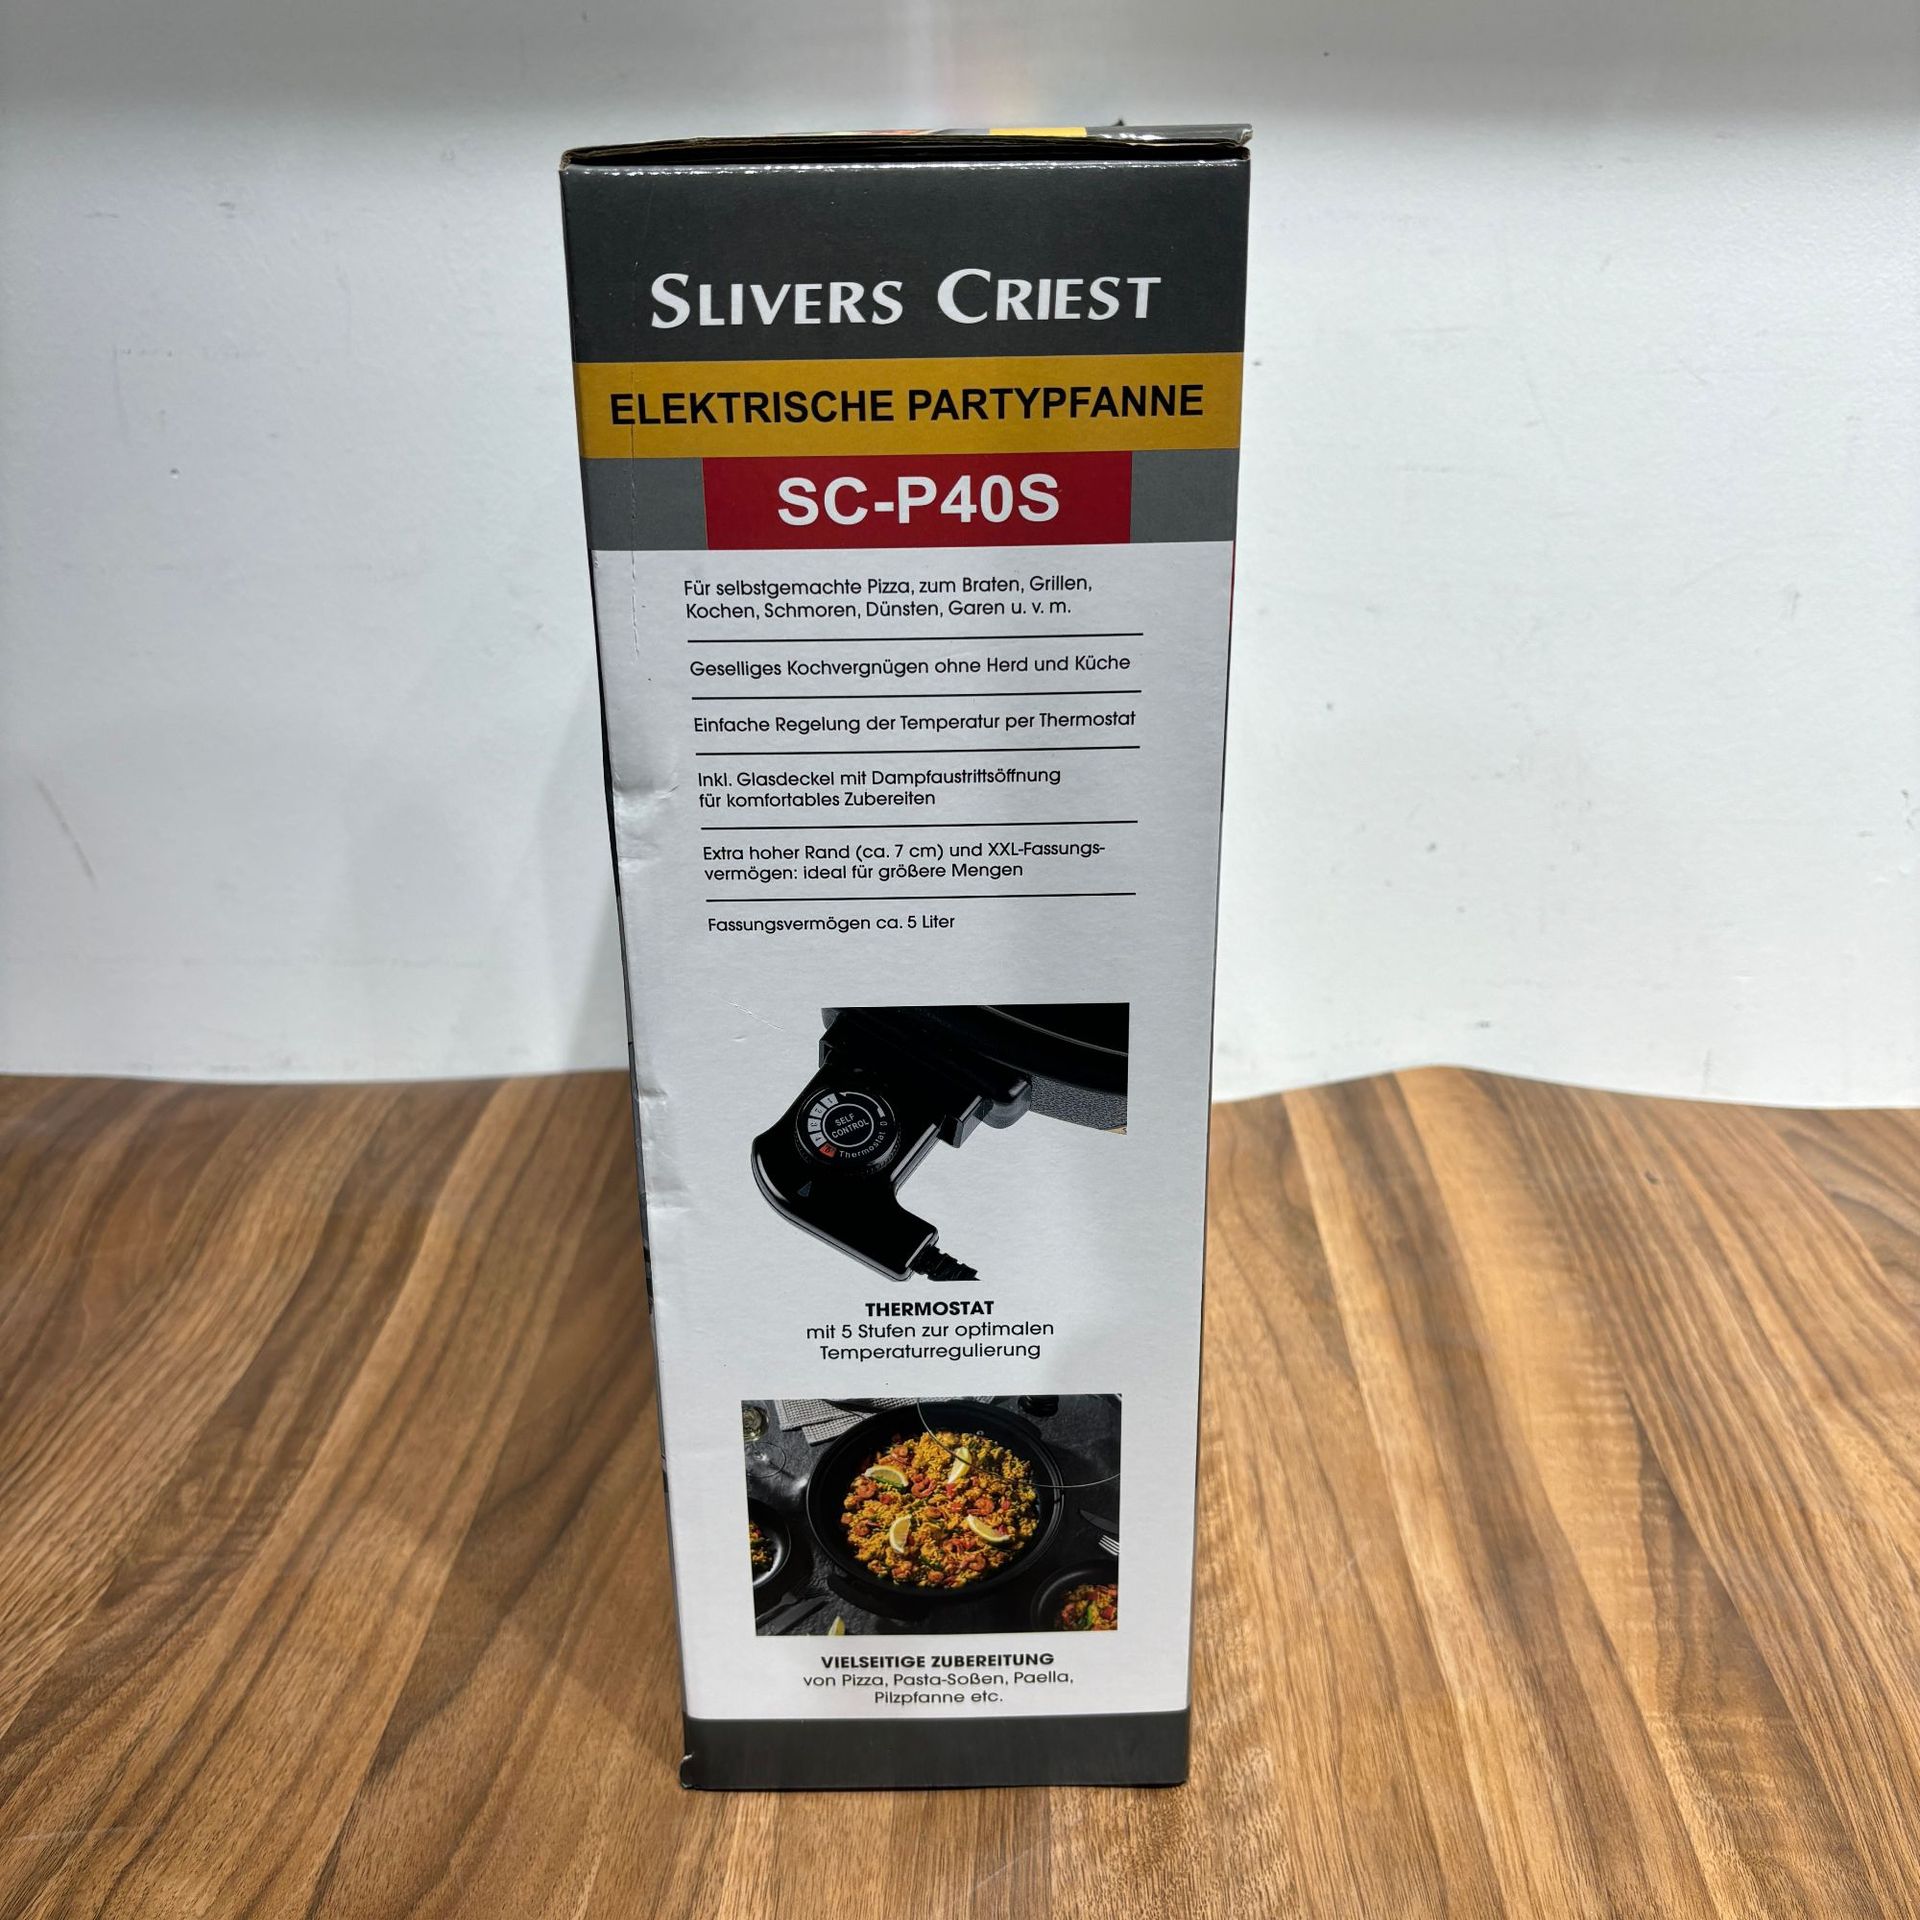 SLIVERS CRIEST
ELEKTRISCHE PARTYPFANNE
SC-P40S
Für selbstgemachte Pizza, zum Braten, Grillen,
Kochen, Schmoren, Dünsten, Garen u. v. m.
Geselliges Kochvergnügen ohne Herd und Küche
Einfache Regelung der Temperatur per Thermostat
Inkl. Glasdeckel mit Dampfaustrittsöffnung
für komfortables Zubereiten
Extra hoher Rand (ca. 7 cm) und XXL-Fassungs-
vermögen: ideal für größere Mengen
Fassungsvermögen ca. 5 Liter
SELF
CONTROL
Thermostat 0
THERMOSTAT
mit 5 Stufen zur optimalen
Temperaturregulierung
VIELSEITIGE ZUBEREITUNG
von Pizza, Pasta-Soßen, Paella,
Pilzpfanne etc.